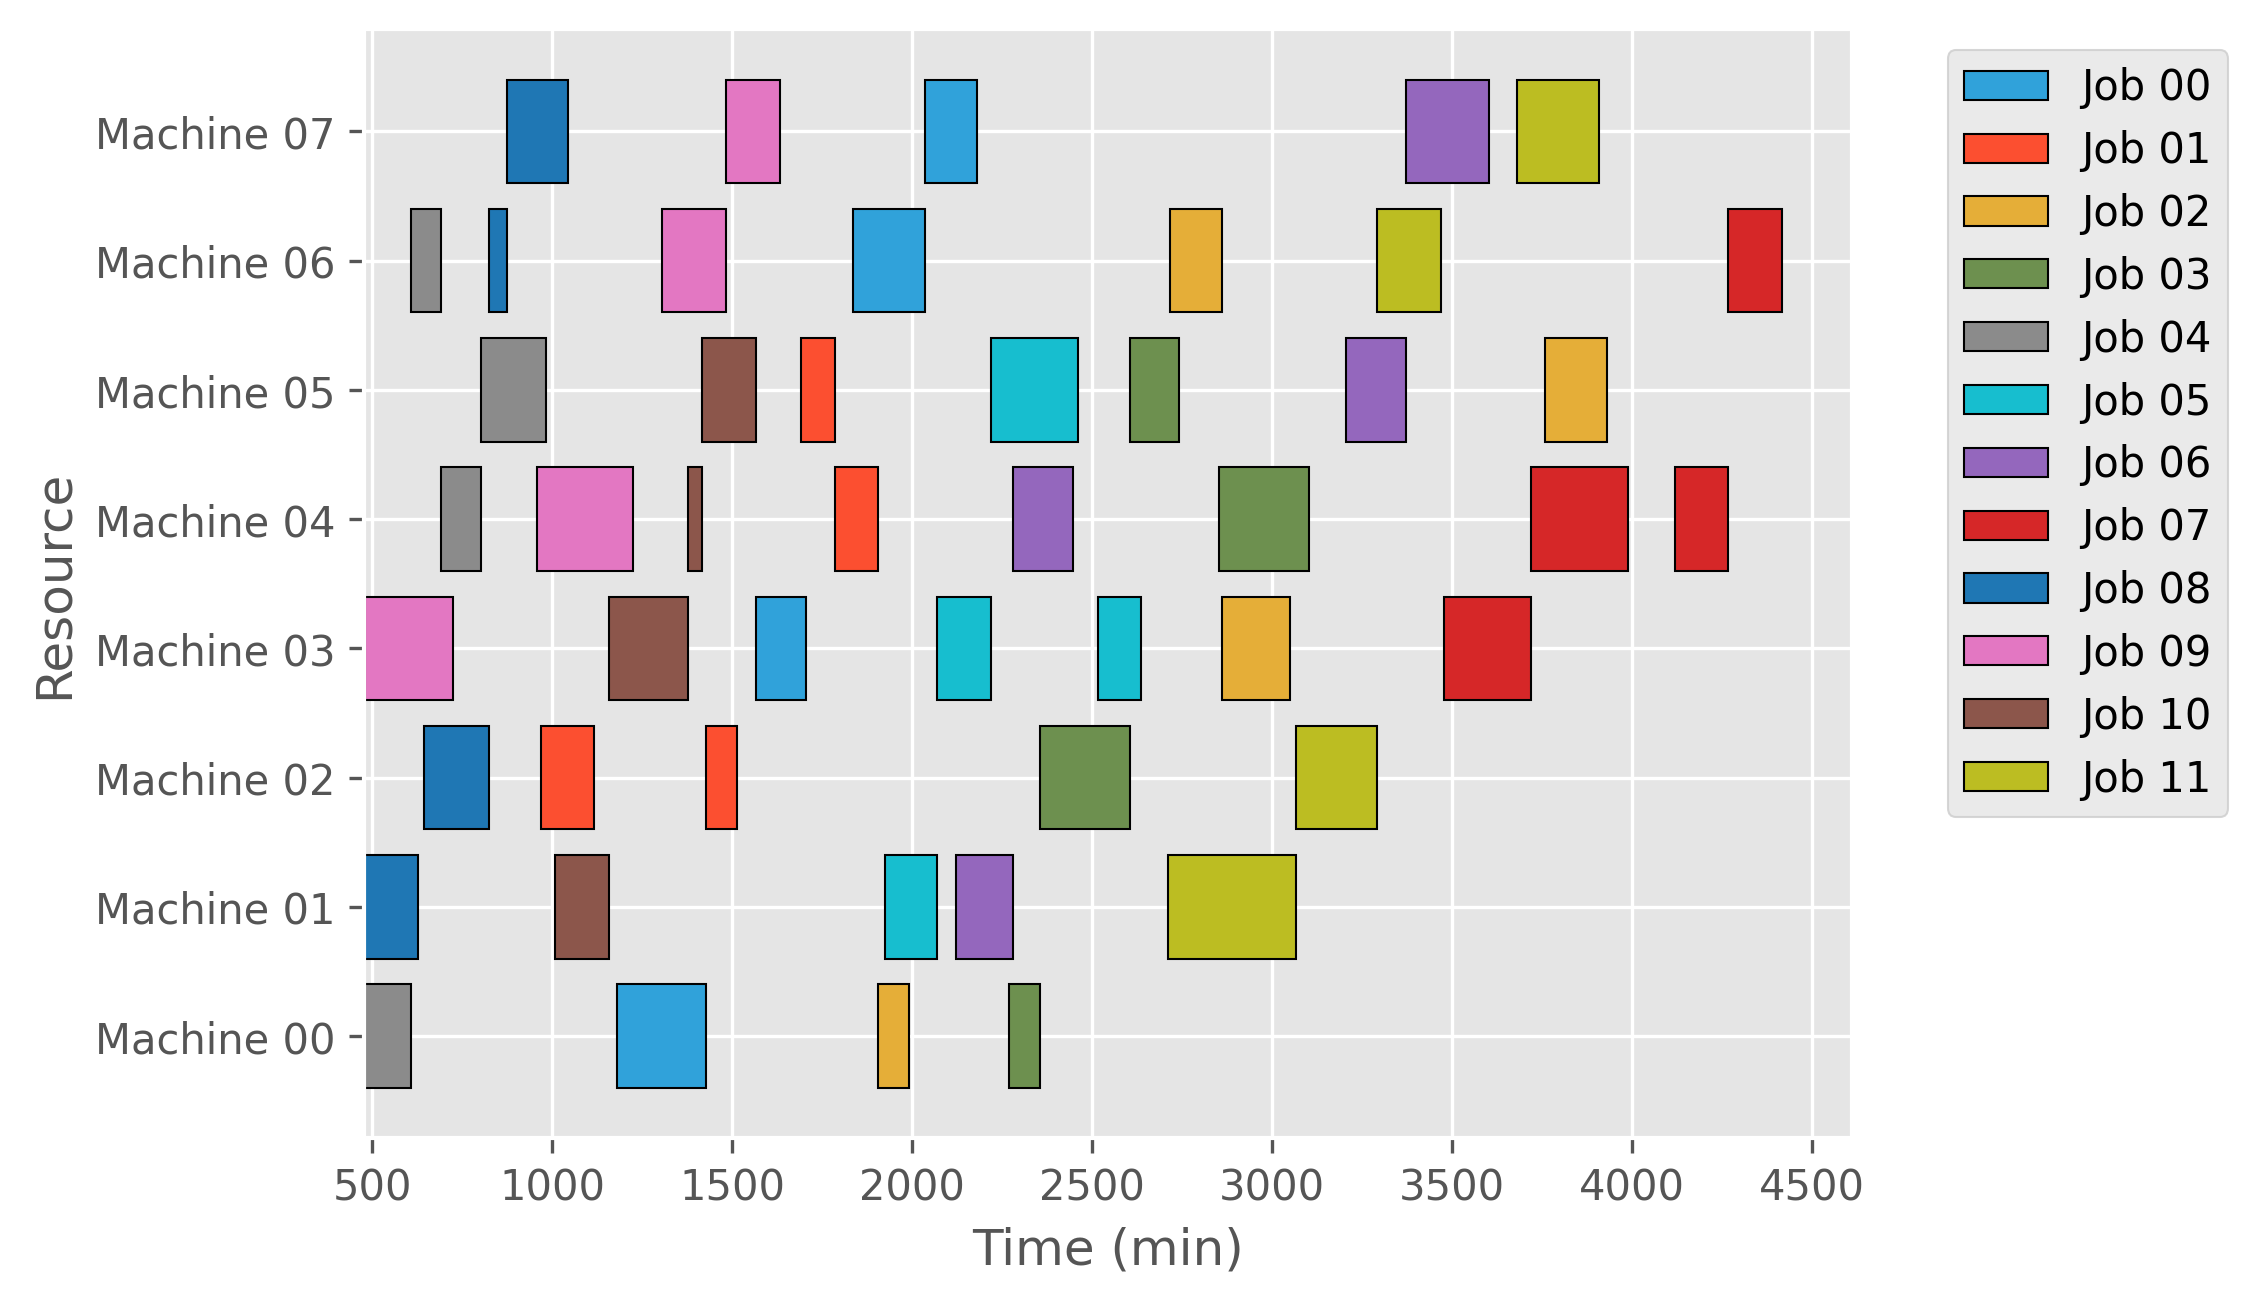 Machine 07
Machine 06
Machine 05
Machine 04
Machine 03
Machine 02
Machine 01
Machine 00
Resource
500 1000 1500 2000 2500 3000 3500 4000 4500
Time (min)
Job 00
Job 01
Job 02
Job 03
Job 04
Job 05
Job 06
Job 07
Job 08
Job 09
Job 10
Job 11